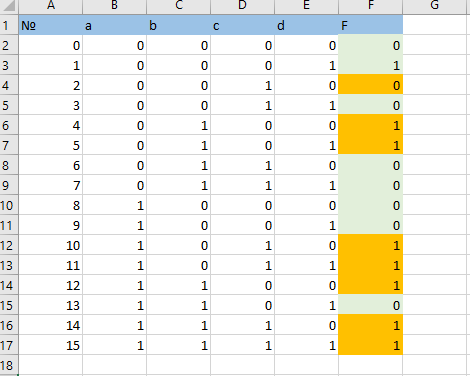 A B C D E F G
1 № a b c d F
2 0 0 0 0 0 0
3 1 0 0 0 1 1
4 2 0 0 1 0 0
5 3 0 0 1 1 0
6 4 0 1 0 0 1
7 5 0 1 0 1 1
8 6 0 1 1 0 0
9 7 0 1 1 1 0
10 8 1 0 0 0 0
11 9 1 0 0 1 0
12 10 1 0 1 0 1
13 11 1 0 1 1 1
14 12 1 1 0 0 1
15 13 1 1 0 1 0
16 14 1 1 1 0 1
17 15 1 1 1 1 1
18